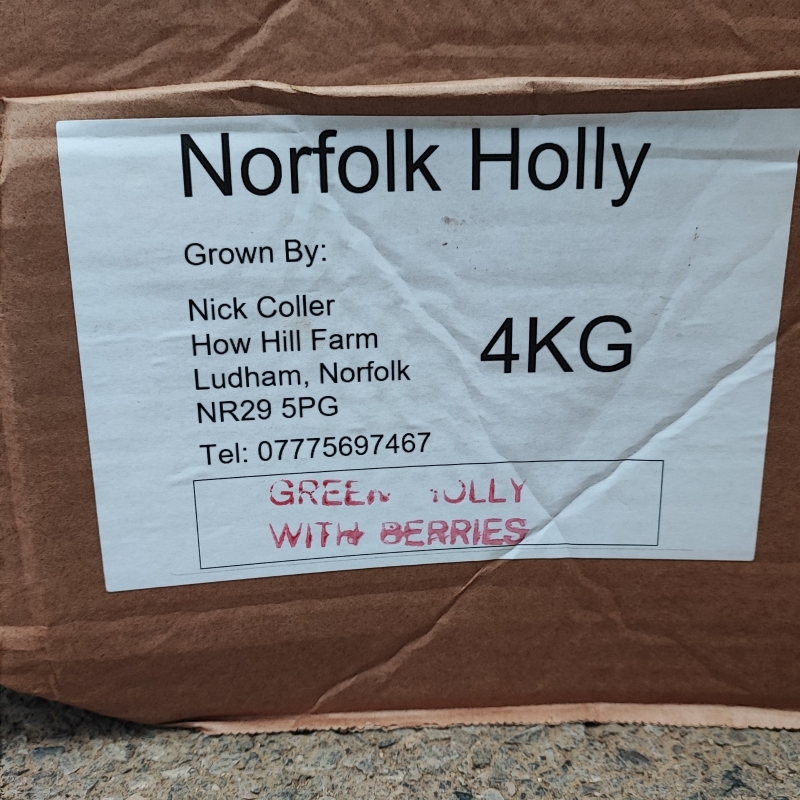 Norfolk Holly
Grown By:
Nick Coller
How Hill Farm
Ludham, Norfolk
NR29 5PG
4KG
Tel: 07775697467
GREEN HOLLY
WITH BERRIES